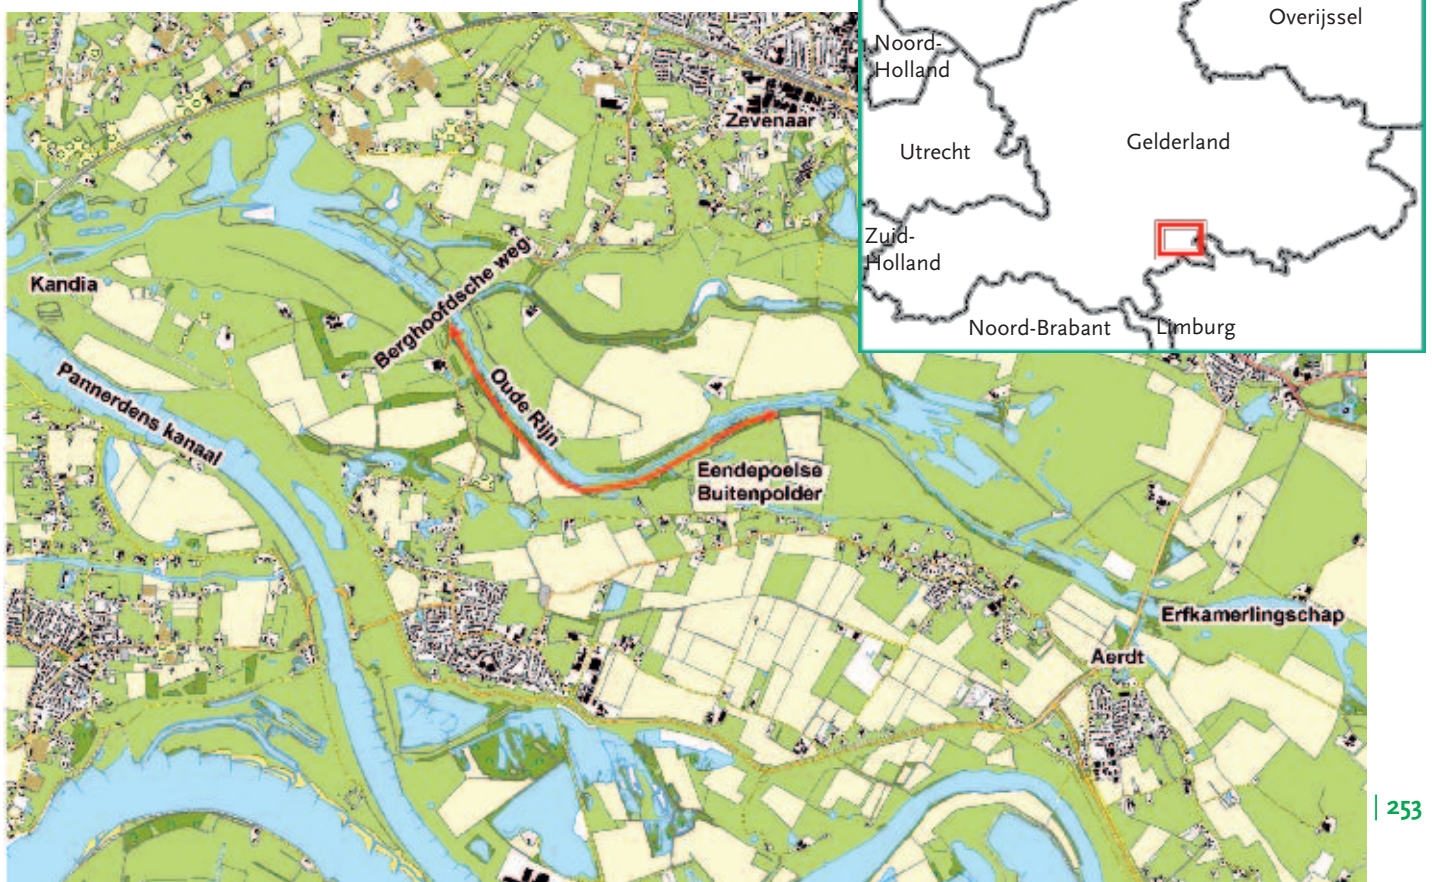 Overijssel
Noord-
Holland
Utrecht
Gelderland
Zuid-
Holland
Noord-Brabant
Limburg
Zevenaar
Kandia
Berghoofdsche weg
Pannerdens kanaal
Oude Rijn
Eendepoelse
Buitenpolder
Erfkamerlingschap
Aerdt
| 253